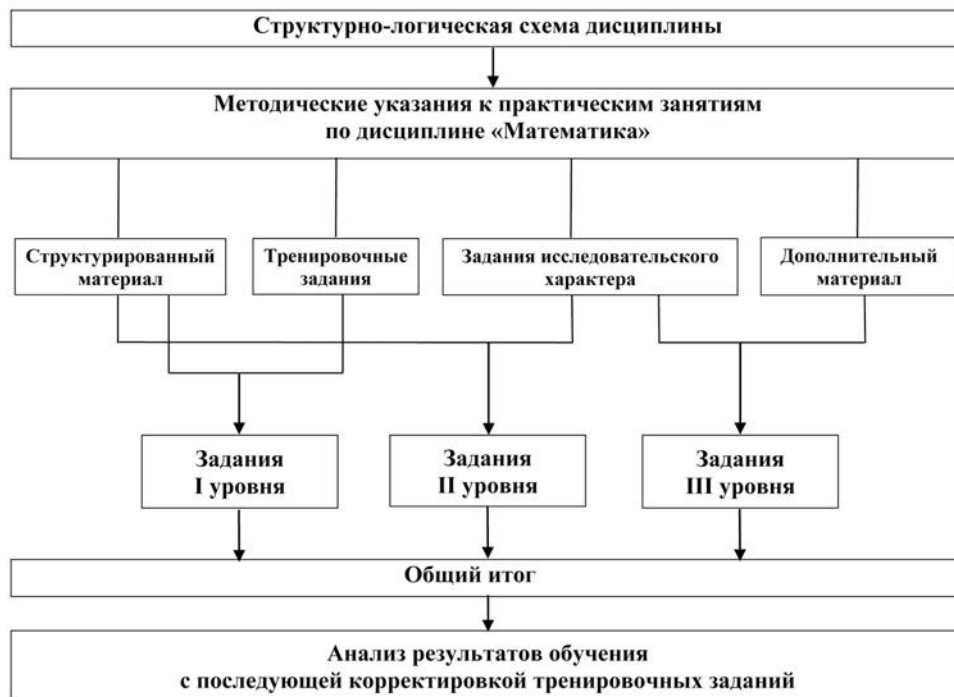 Структурно-логическая схема дисциплины
Методические указания к практическим занятиям
по дисциплине «Математика»
Структурированный
материал
Тренировочные
задания
Задания исследовательского
характера
Дополнительный
материал
Задания
I уровня
Задания
II уровня
Задания
III уровня
Общий итог
Анализ результатов обучения
с последующей корректировкой тренировочных заданий